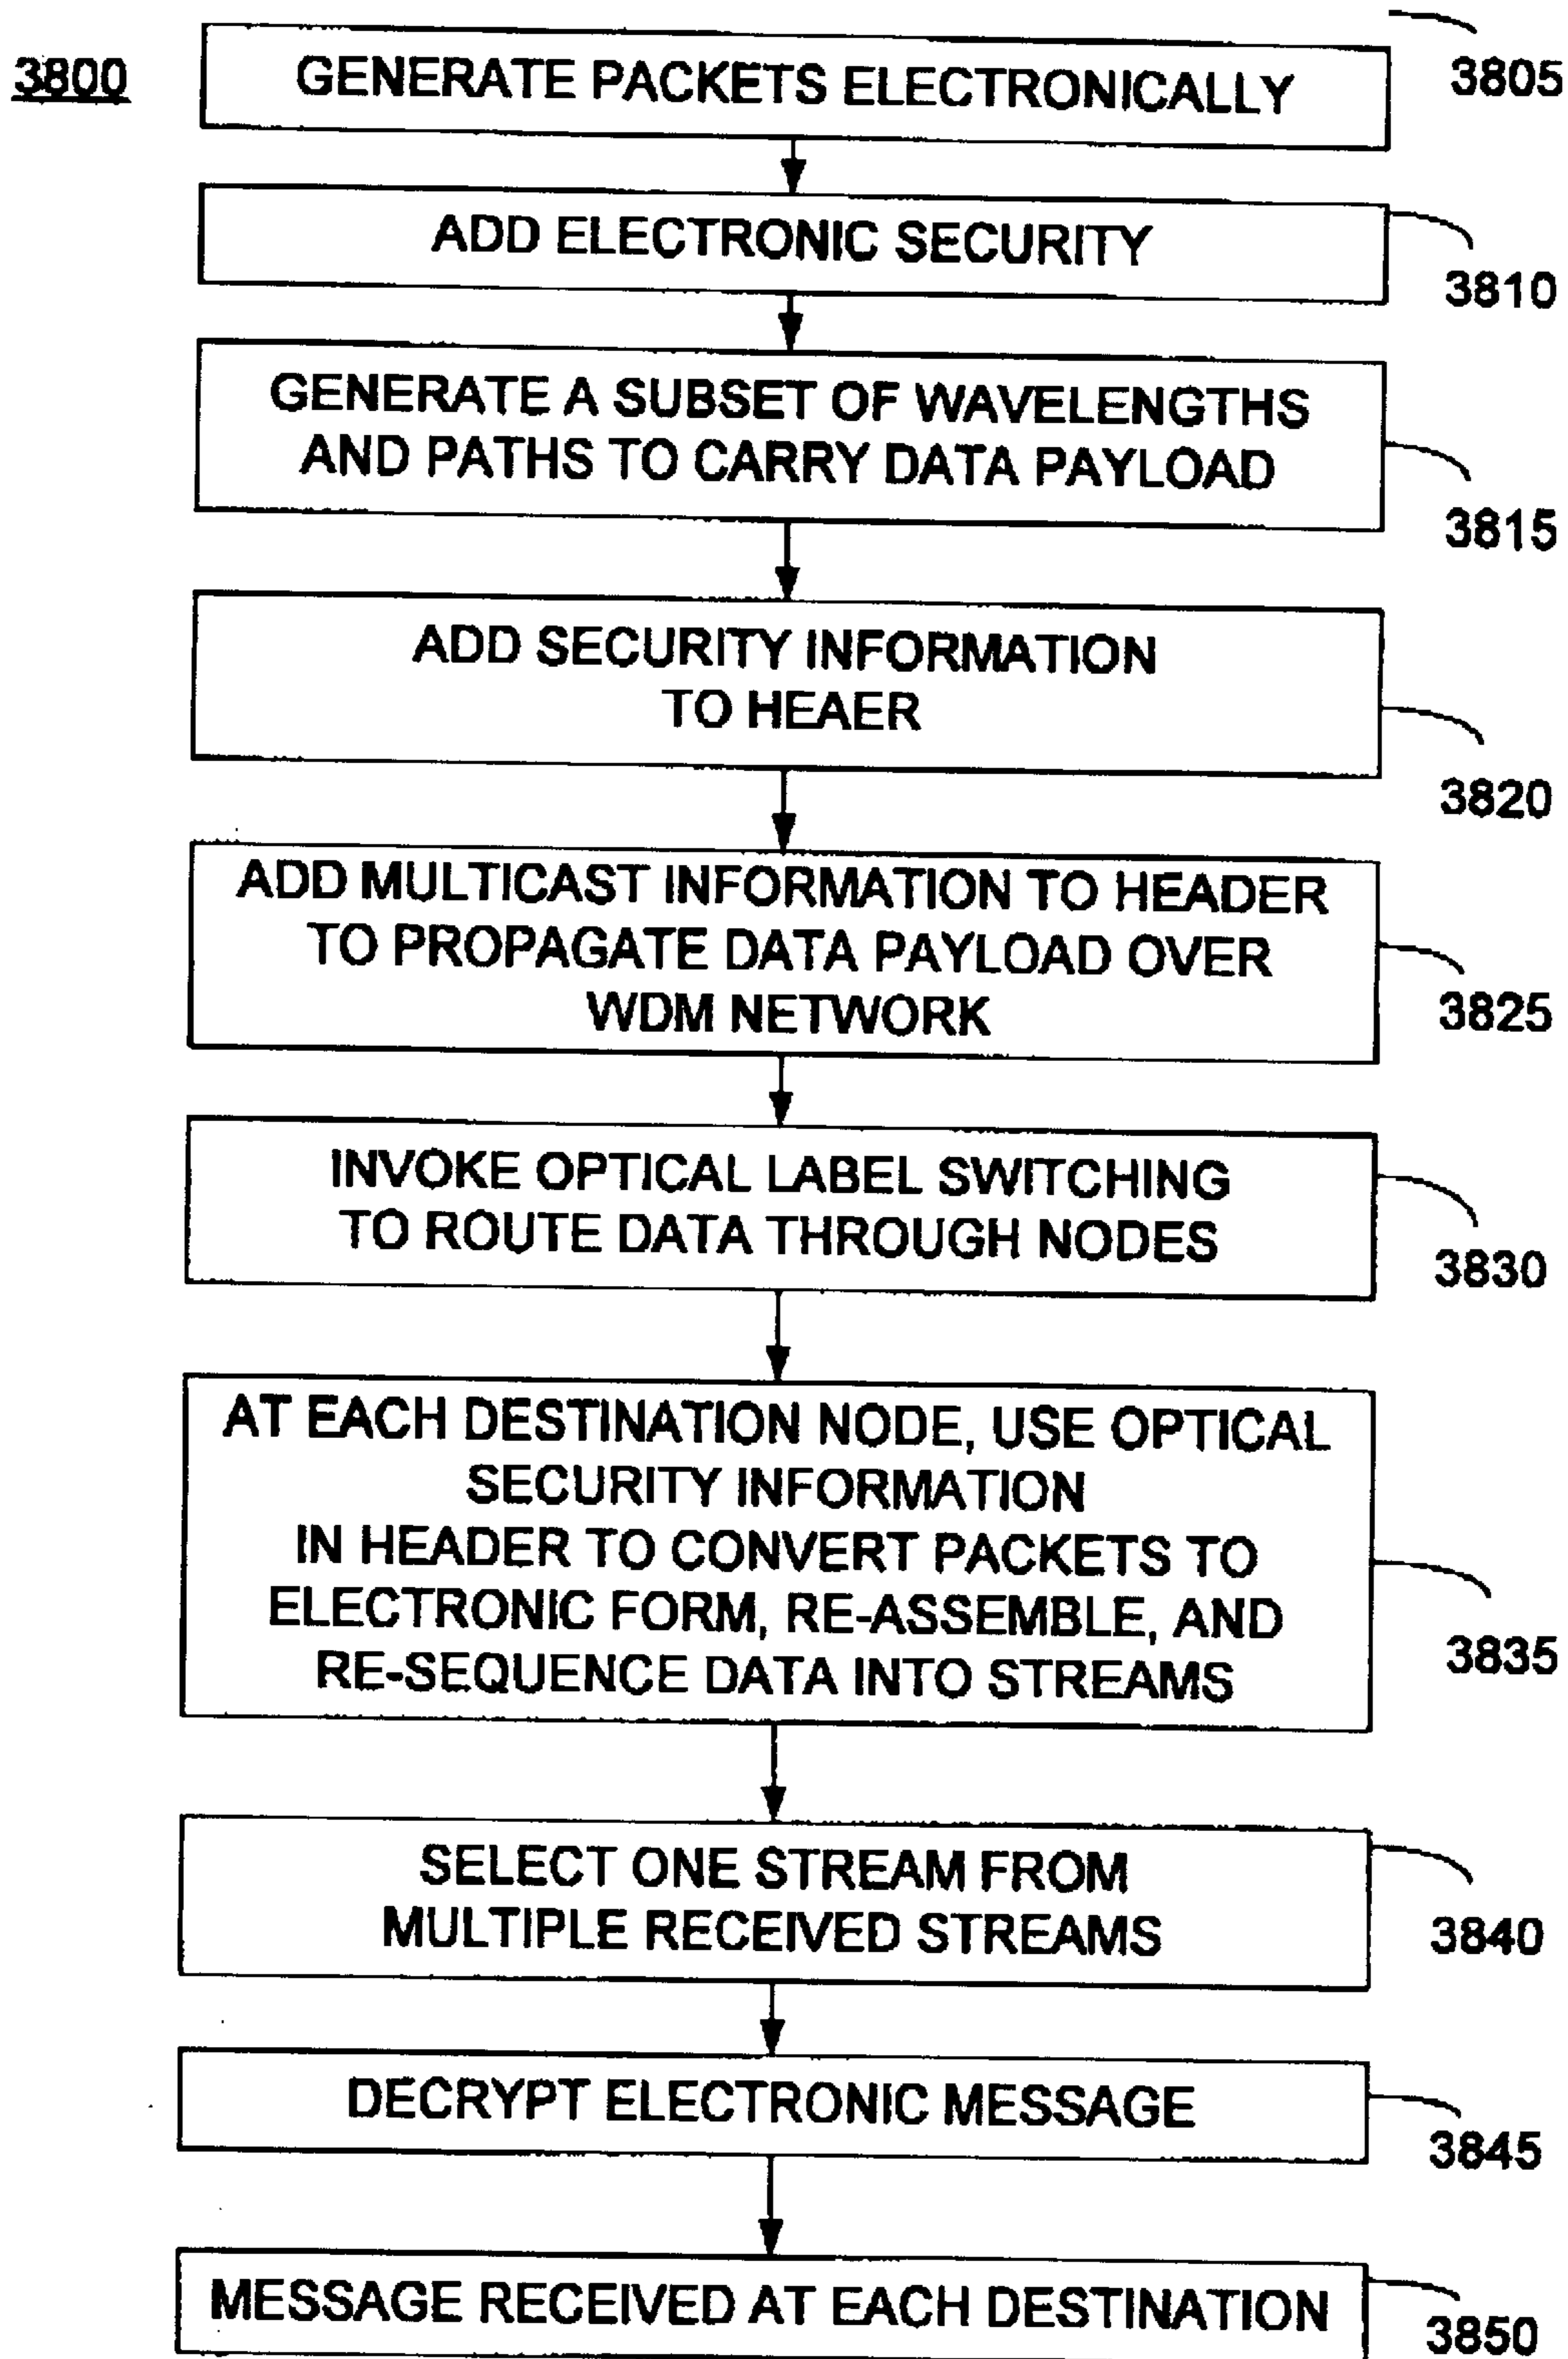 3800
GENERATE PACKETS ELECTRONICALLY
3805
ADD ELECTRONIC SECURITY
3810
GENERATE A SUBSET OF WAVELENGTHS
AND PATHS TO CARRY DATA PAYLOAD
3815
ADD SECURITY INFORMATION
TO HEAER
3820
ADD MULTICAST INFORMATION TO HEADER
TO PROPAGATE DATA PAYLOAD OVER
WDM NETWORK
3825
INVOKE OPTICAL LABEL SWITCHING
TO ROUTE DATA THROUGH NODES
3830
AT EACH DESTINATION NODE, USE OPTICAL
SECURITY INFORMATION
IN HEADER TO CONVERT PACKETS TO
ELECTRONIC FORM, RE-ASSEMBLE, AND
RE-SEQUENCE DATA INTO STREAMS
3835
SELECT ONE STREAM FROM
MULTIPLE RECEIVED STREAMS
3840
DECRYPT ELECTRONIC MESSAGE
3845
MESSAGE RECEIVED AT EACH DESTINATION
3850